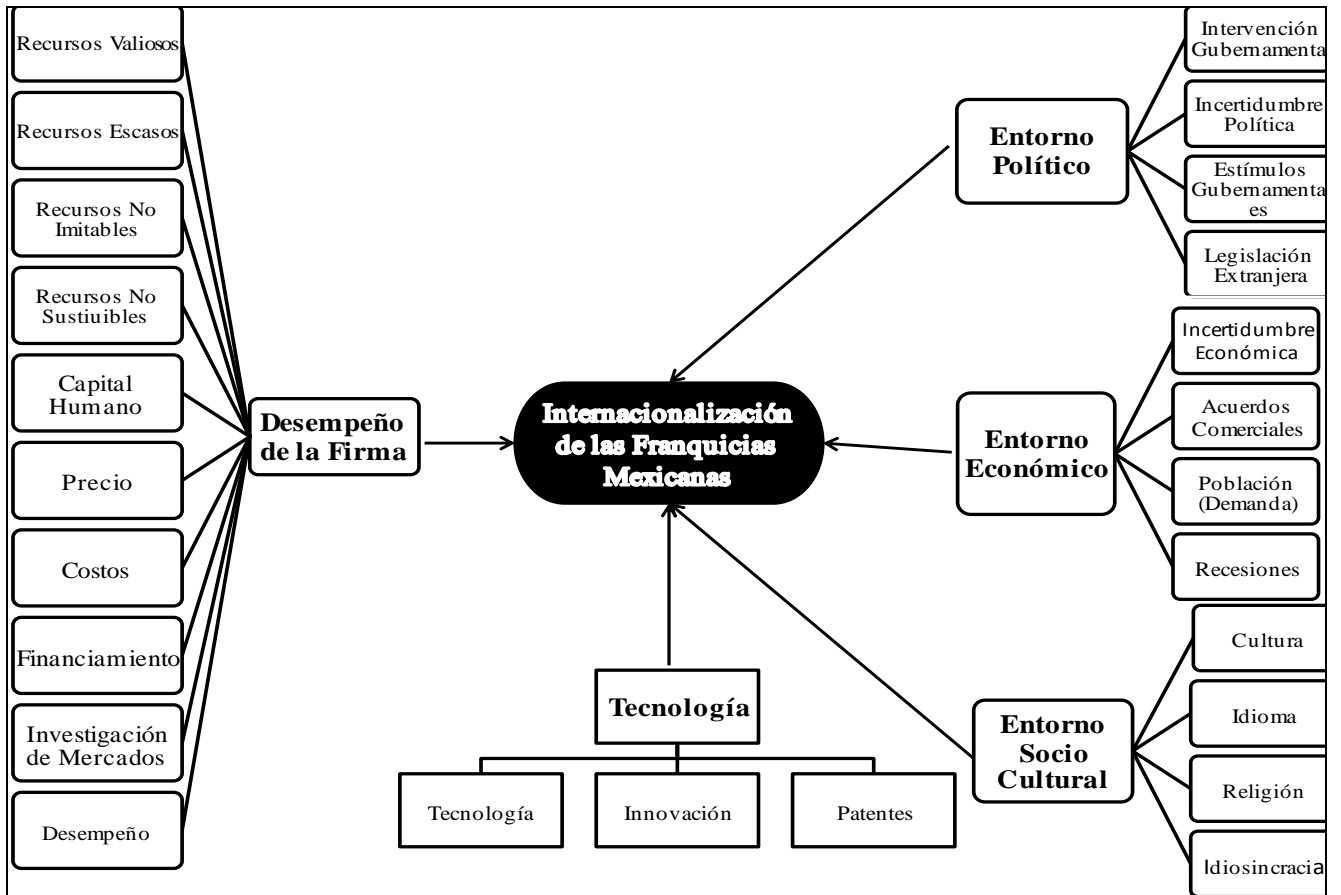 Recursos Valiosos
Recursos Escasos
Recursos No
Imitables
Recursos No
Sustiuibles
Capital
Humano
Precio
Costos
Financiamiento
Investigación
de Mercados
Desempeño
Desempeño
de la Firma
Internacionalización
de las Franquicias
Mexicanas
Tecnología
Tecnología
Innovación
Patentes
Entorno
Político
Intervención
Gubernamenta
Incertidumbre
Política
Estímulos
Gubernamenta
es
Legislación
Extranjera
Entorno
Económico
Incertidumbre
Económica
Acuerdos
Comerciales
Población
(Demanda)
Recesiones
Entorno
Socio
Cultural
Cultura
Idioma
Religión
Idiosincracia